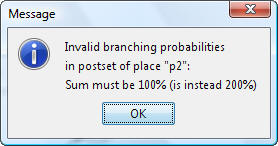 Message
Invalid branching probabilities
in postset of place "p2":
Sum must be 100% (is instead 200%)
OK